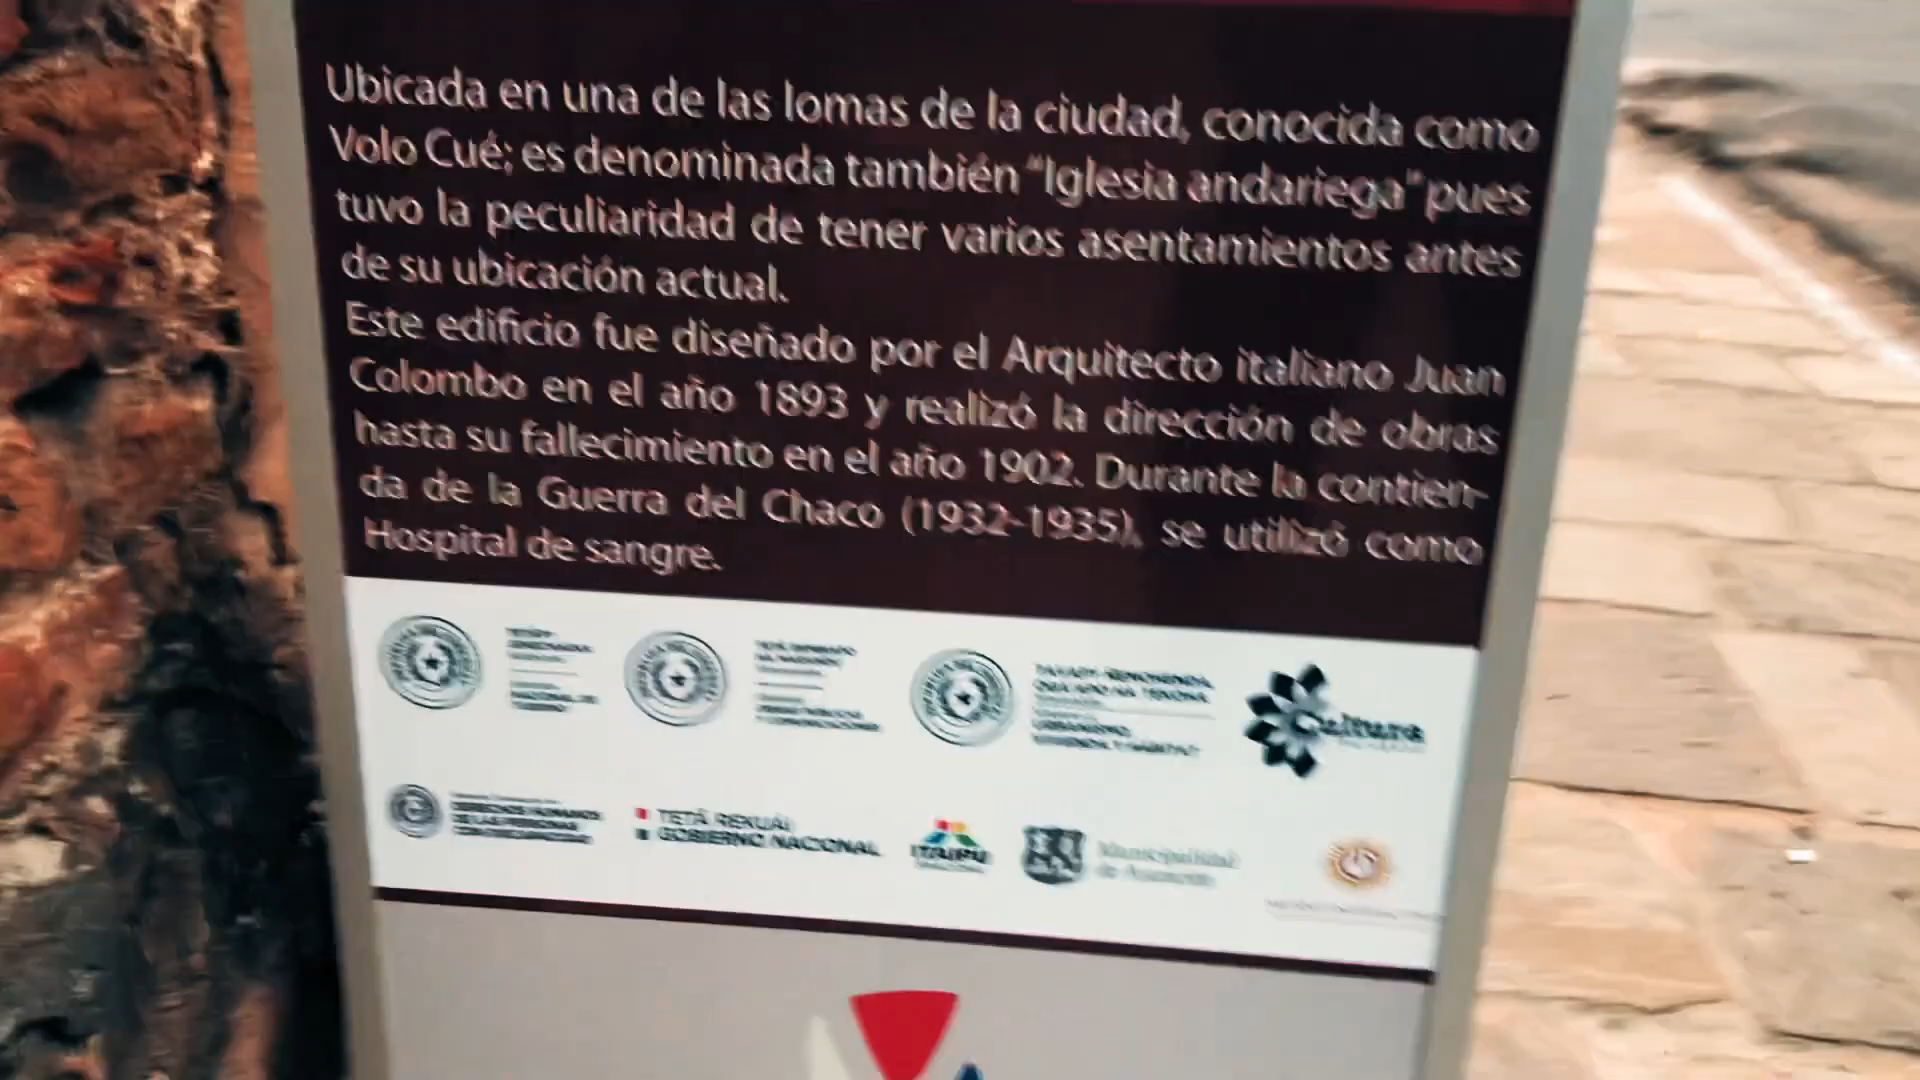 Ubicada en una de las lomas de la ciudad, conocida como
Volo Cué; es denominada también "Iglesia andariega" pues
tuvo la peculiaridad de tener varios asentamientos antes
de su ubicación actual.
Este edificio fue diseñado por el Arquitecto italiano Juan
Colombo en el año 1893 y realizó la dirección de obras
hasta su fallecimiento en el año 1902. Durante la contien-
da de la Guerra del Chaco (1932-1935), se utilizó como
Hospital de sangre.
Cultura
TETÃ REKUÁI
GOBIERNO NACIONAL
ITAIPU
Municipalidad
de Asunción